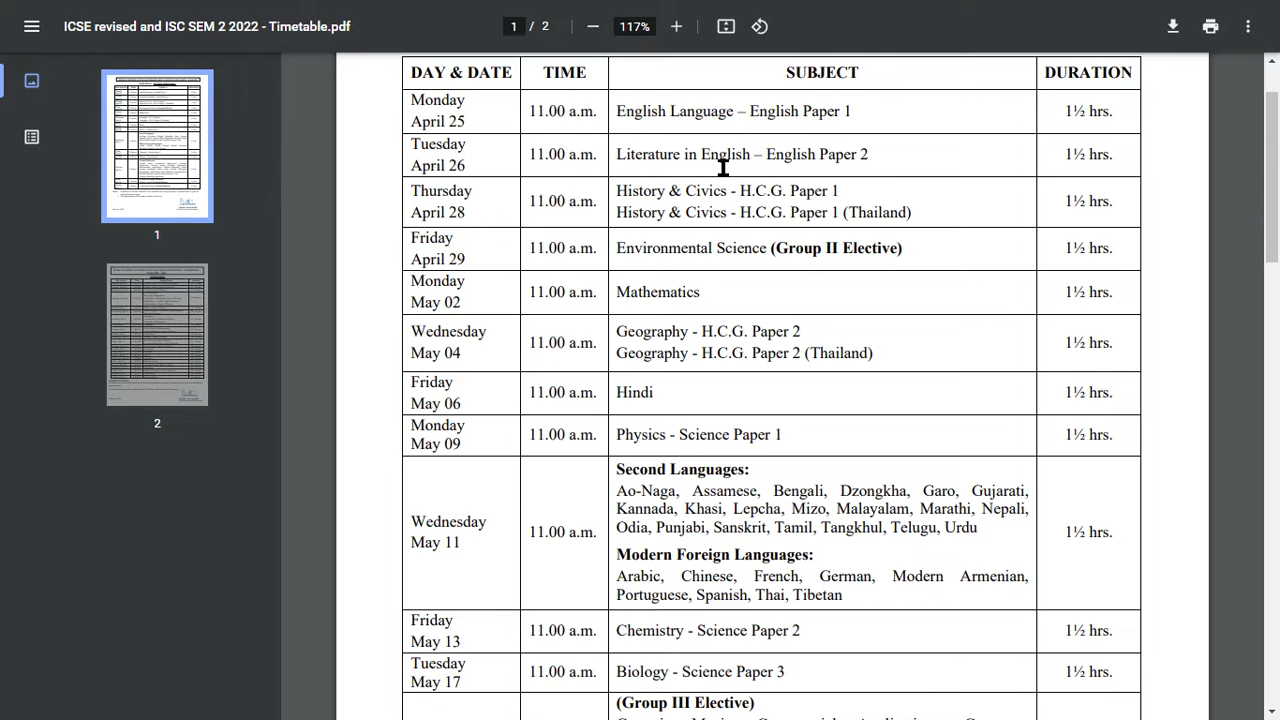 ICSE revised and ISC SEM 2 2022 - Timetable.pdf
1 / 2
117%
1
2
DAY & DATE TIME SUBJECT DURATION
Monday
April 25
11.00 a.m. English Language – English Paper 1 1½ hrs.
Tuesday
April 26
11.00 a.m. Literature in English – English Paper 2 1½ hrs.
Thursday
April 28
11.00 a.m.
History & Civics - H.C.G. Paper 1
History & Civics - H.C.G. Paper 1 (Thailand)
1½ hrs.
Friday
April 29
11.00 a.m. Environmental Science (Group II Elective) 1½ hrs.
Monday
May 02
11.00 a.m. Mathematics 1½ hrs.
Wednesday
May 04
11.00 a.m.
Geography - H.C.G. Paper 2
Geography - H.C.G. Paper 2 (Thailand)
1½ hrs.
Friday
May 06
11.00 a.m. Hindi 1½ hrs.
Monday
May 09
11.00 a.m. Physics - Science Paper 1 1½ hrs.
Wednesday
May 11
11.00 a.m.
Second Languages:
Ao-Naga, Assamese, Bengali, Dzongkha, Garo, Gujarati,
Kannada, Khasi, Lepcha, Mizo, Malayalam, Marathi, Nepali,
Odia, Punjabi, Sanskrit, Tamil, Tangkhul, Telugu, Urdu
Modern Foreign Languages:
Arabic, Chinese, French, German, Modern Armenian,
Portuguese, Spanish, Thai, Tibetan
1½ hrs.
Friday
May 13
11.00 a.m. Chemistry - Science Paper 2 1½ hrs.
Tuesday
May 17
11.00 a.m. Biology - Science Paper 3 1½ hrs.
(Group III Elective)